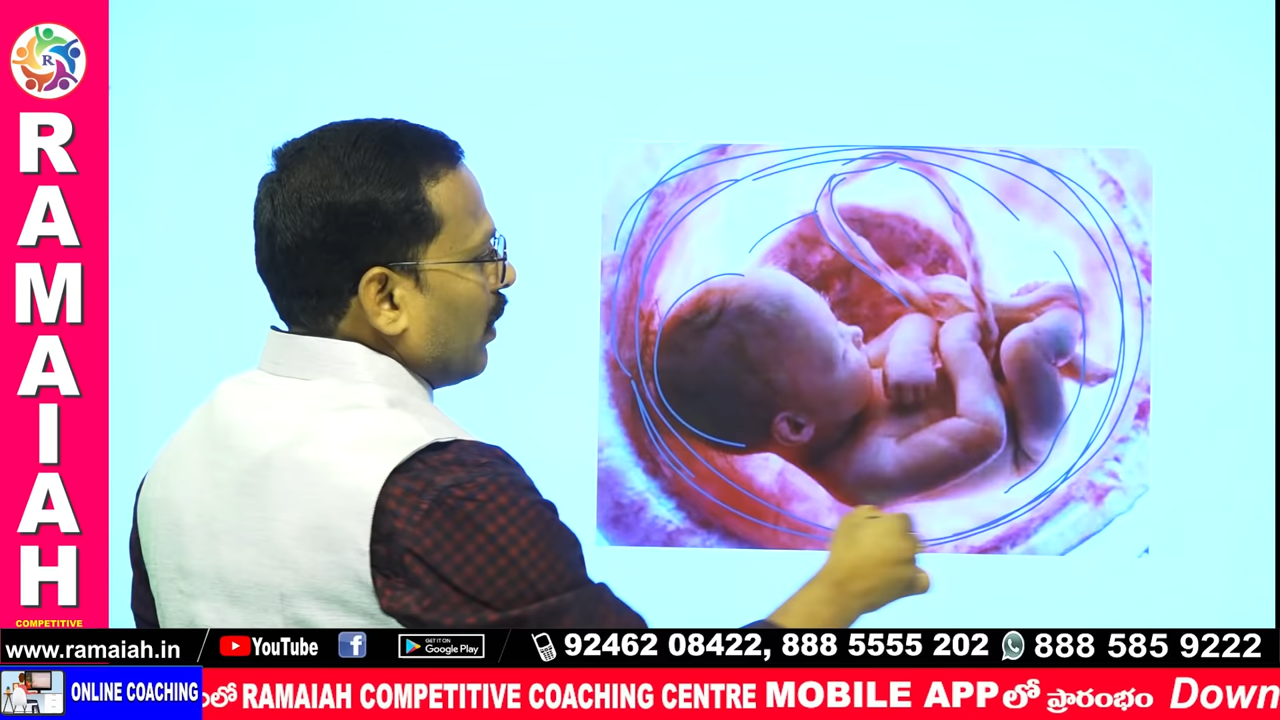 R
RAMAIAH
COMPETITIVE
www.ramaiah.in
YouTube
f
GET IT ON
Google Play
92462 08422, 888 5555 202
888 585 9222
ONLINE COACHING
లో RAMAIAH COMPETITIVE COACHING CENTRE MOBILE APP లో ప్రారంభం Down